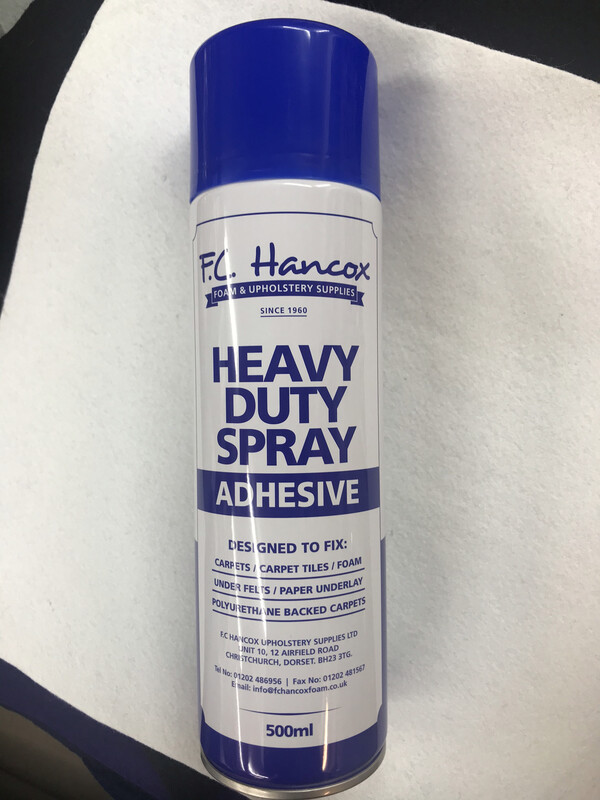 F.C. Hancox
FOAM & UPHOLSTERY SUPPLIES
SINCE 1960
HEAVY
DUTY
SPRAY
ADHESIVE
DESIGNED TO FIX:
CARPETS / CARPET TILES / FOAM
UNDER FELTS / PAPER UNDERLAY
POLYURETHANE BACKED CARPETS
F.C HANCOX UPHOLSTERY SUPPLIES LTD
UNIT 10, 12 AIRFIELD ROAD
CHRISTCHURCH, DORSET. BH23 3TG.
Tel No: 01202 486956 | Fax No: 01202 481567
Email: info@fchancoxfoam.co.uk
500ml